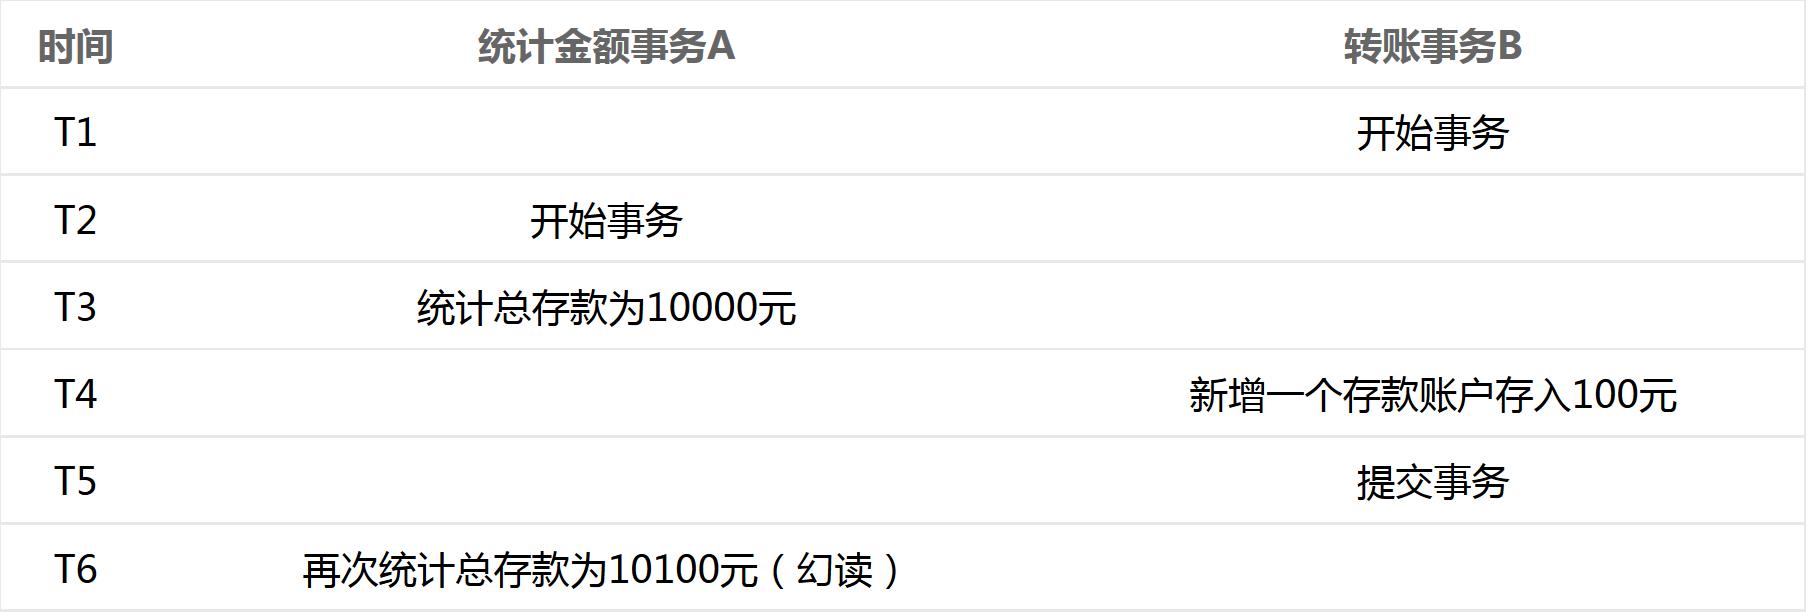 时间 统计金额事务A 转账事务B
T1 开始事务
T2 开始事务
T3 统计总存款为10000元
T4 新增一个存款账户存入100元
T5 提交事务
T6 再次统计总存款为10100元（幻读）